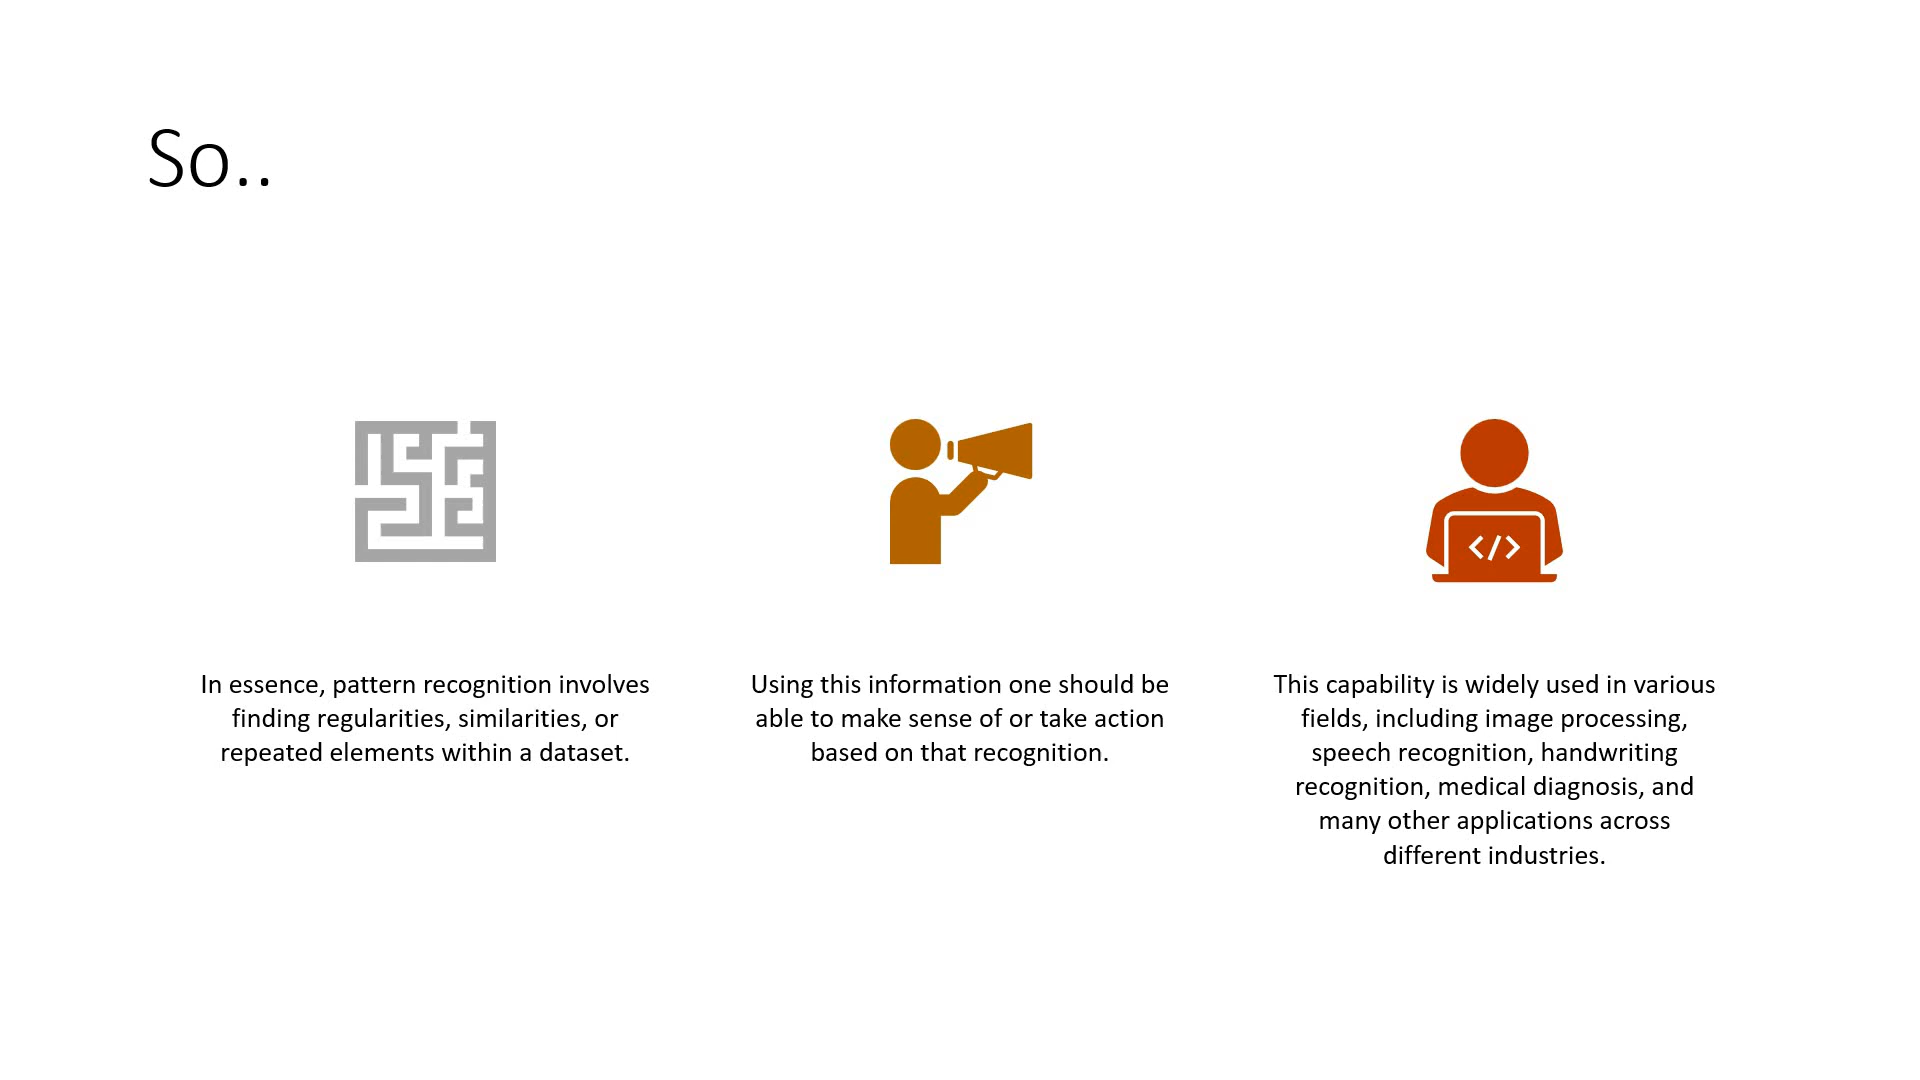 So..
In essence, pattern recognition involves
finding regularities, similarities, or
repeated elements within a dataset.
Using this information one should be
able to make sense of or take action
based on that recognition.
This capability is widely used in various
fields, including image processing,
speech recognition, handwriting
recognition, medical diagnosis, and
many other applications across
different industries.